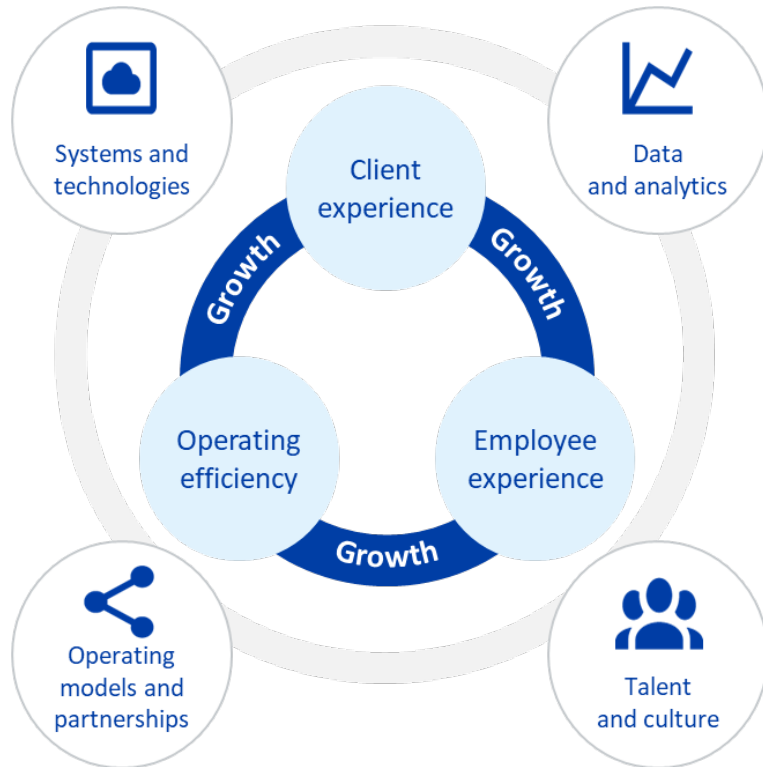 Systems and
technologies
Data
and analytics
Client
experience
Growth
Growth
Operating
efficiency
Employee
experience
Growth
Operating
models and
partnerships
Talent
and culture